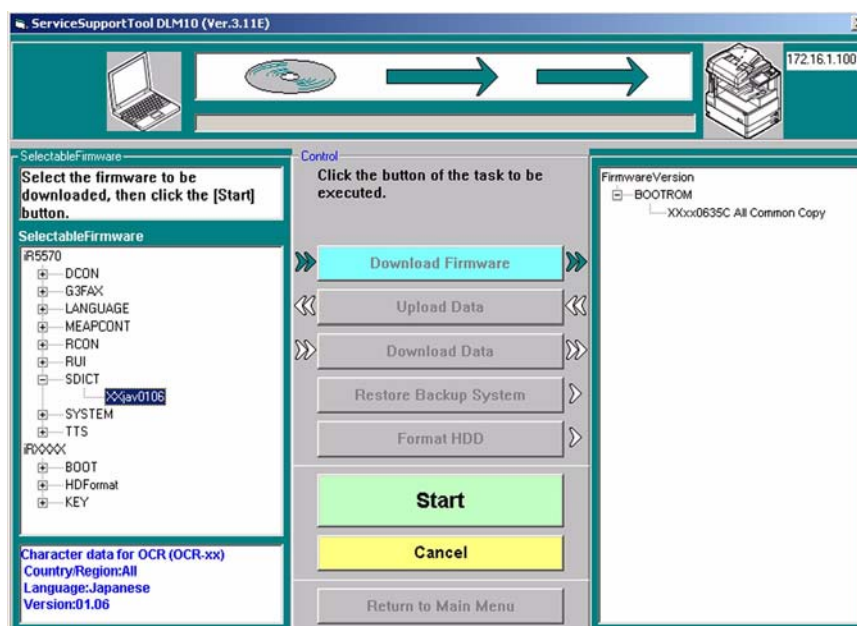 ServiceSupportTool DLM10 (Ver.3.11E)
172.16.1.100
SelectableFirmware
Select the firmware to be
downloaded, then click the [Start]
button.
SelectableFirmware
iR5570
DCON
G3FAX
LANGUAGE
MEAPCONT
RCON
RUI
SDICT
XXjav0106
SYSTEM
TTS
iRXXXX
BOOT
HDFormat
KEY
Character data for OCR (OCR-xx)
Country/Region:All
Language:Japanese
Version:01.06
Control
Click the button of the task to be
executed.
Download Firmware
Upload Data
Download Data
Restore Backup System
Format HDD
Start
Cancel
Return to Main Menu
FirmwareVersion
BOOTROM
XXxx0635C All Common Copy